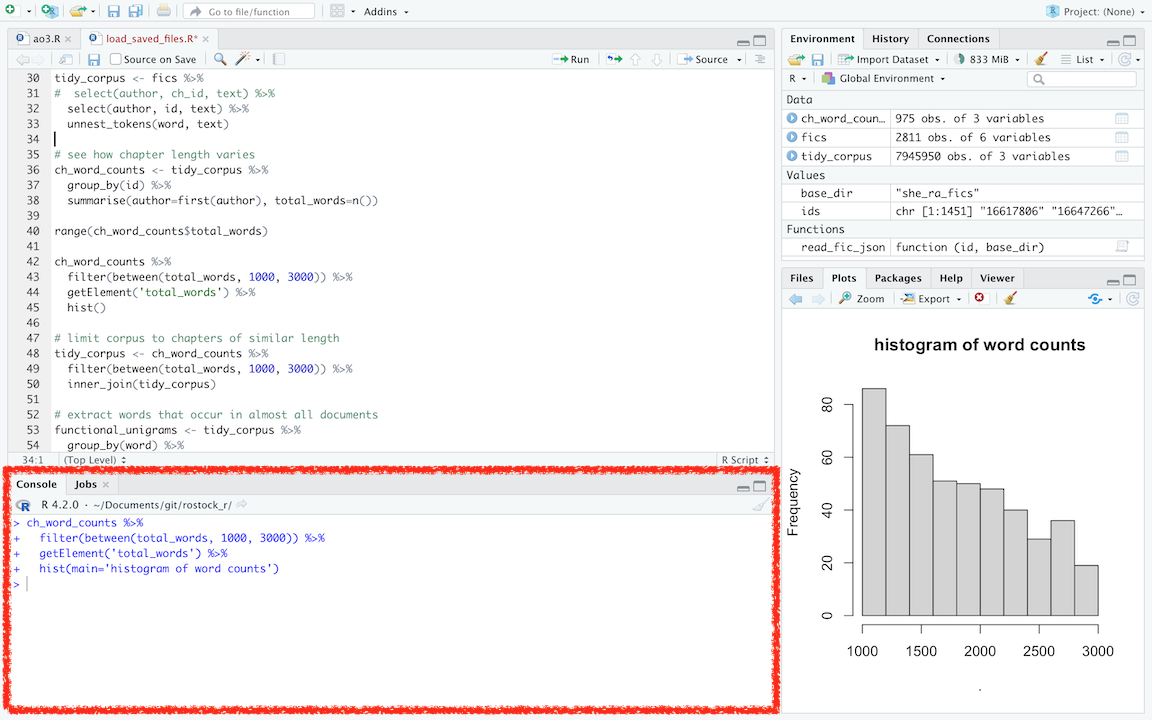 Go to file/function
Addins
Project: (None)
ao3.R
load_saved_files.R*
Source on Save
Run
Source
30 tidy_corpus <- fics %>%
31 #  select(author, ch_id, text) %>%
32   select(author, id, text) %>%
33   unnest_tokens(word, text)
34
35 # see how chapter length varies
36 ch_word_counts <- tidy_corpus %>%
37   group_by(id) %>%
38   summarise(author=first(author), total_words=n())
39
40 range(ch_word_counts$total_words)
41
42 ch_word_counts %>%
43   filter(between(total_words, 1000, 3000)) %>%
44   getElement('total_words') %>%
45   hist()
46
47 # limit corpus to chapters of similar length
48 tidy_corpus <- ch_word_counts %>%
49   filter(between(total_words, 1000, 3000)) %>%
50   inner_join(tidy_corpus)
51
52 # extract words that occur in almost all documents
53 functional_unigrams <- tidy_corpus %>%
54   group_by(word) %>%
34:1 (Top Level) R Script
Console Jobs
R 4.2.0 · ~/Documents/git/rostock_r/
> ch_word_counts %>%
+   filter(between(total_words, 1000, 3000)) %>%
+   getElement('total_words') %>%
+   hist(main='histogram of word counts')
>
Environment History Connections
Import Dataset 833 MiB List
R Global Environment
Data
ch_word_coun… 975 obs. of 3 variables
fics 2811 obs. of 6 variables
tidy_corpus 7945950 obs. of 3 variables
Values
base_dir "she_ra_fics"
ids chr [1:1451] "16617806" "16647266"…
Functions
read_fic_json function (id, base_dir)
Files Plots Packages Help Viewer
Zoom Export
histogram of word counts
Frequency
80
60
40
20
0
1000 1500 2000 2500 3000
.